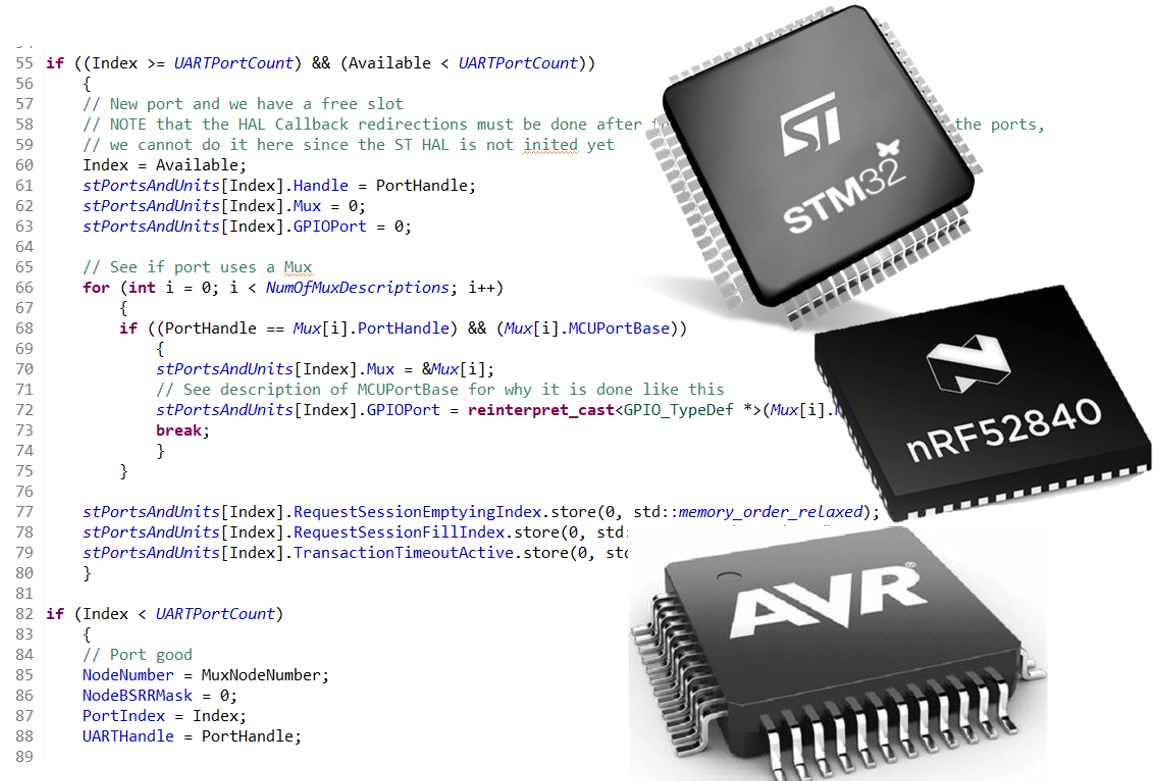 55 if ((Index >= UARTPortCount) && (Available < UARTPortCount))
56 {
57 // New port and we have a free slot
58 // NOTE that the HAL Callback redirections must be done after the ports,
59 // we cannot do it here since the ST HAL is not inited yet
60 Index = Available;
61 stPortsAndUnits[Index].Handle = PortHandle;
62 stPortsAndUnits[Index].Mux = 0;
63 stPortsAndUnits[Index].GPIOPort = 0;
64
65 // See if port uses a Mux
66 for (int i = 0; i < NumOfMuxDescriptions; i++)
67 {
68 if ((PortHandle == Mux[i].PortHandle) && (Mux[i].MCUPortBase))
69 {
70 stPortsAndUnits[Index].Mux = &Mux[i];
71 // See description of MCUPortBase for why it is done like this
72 stPortsAndUnits[Index].GPIOPort = reinterpret_cast<GPIO_TypeDef *>(Mux[i].
73 break;
74 }
75 }
76
77 stPortsAndUnits[Index].RequestSessionEmptyingIndex.store(0, std::memory_order_relaxed);
78 stPortsAndUnits[Index].RequestSessionFillIndex.store(0, std:
79 stPortsAndUnits[Index].TransactionTimeoutActive.store(0,
80 }
81
82 if (Index < UARTPortCount)
83 {
84 // Port good
85 NodeNumber = MuxNodeNumber;
86 NodeBSRRMask = 0;
87 PortIndex = Index;
88 UARTHandle = PortHandle;
89
ST
STM32
nRF52840
AVR®